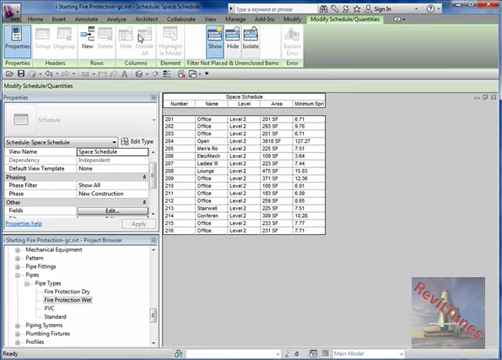 i Starting Fire Protection-gc.rvt - Schedule: Space Schedule
Type a keyword or phrase
Sign In
Home Insert Annotate Analyze Architect Collaborate View Manage Add-Ins Modify Modify Schedule/Quantities
Properties Group Ungroup New Delete Hide Unhide All Highlight in Model Show Hide Isolate Explain Error
Properties Headers Rows Columns Element Filter Not Placed & Unenclosed Items Error
Modify Schedule/Quantities
Properties
Schedule
Schedule: Space Schedule Edit Type
View Name Space Schedule
Dependency Independent
Default View Template None
Phasing
Phase Filter Show All
Phase New Construction
Other
Fields Edit...
Properties help Apply
i Starting Fire Protection-gc.rvt - Project Browser
Mechanical Equipment
Pattern
Pipe Fittings
Pipes
Pipe Types
Fire Protection Dry
Fire Protection Wet
PVC
Standard
Piping Systems
Plumbing Fixtures
Profiles
Space Schedule
Number Name Level Area Minimum Spri
201 Office Level 2 281 SF 6.71
202 Office Level 2 293 SF 9.76
203 Office Level 2 201 SF 6.71
204 Open Level 2 3818 SF 127.27
205 Men's Ro Level 2 225 SF 7.51
206 Elec/Mech Level 2 109 SF 3.64
207 Ladies' R Level 2 223 SF 7.44
208 Lounge Level 2 475 SF 15.83
209 Office Level 2 371 SF 12.36
210 Office Level 2 180 SF 6.01
211 Office Level 2 183 SF 6.09
212 Office Level 2 259 SF 8.65
213 Stairwell Level 2 225 SF 7.51
214 Conferen Level 2 309 SF 10.28
215 Office Level 2 233 SF 7.77
216 Office Level 2 231 SF 7.71
RevitTunes
Ready
:0 Main Model